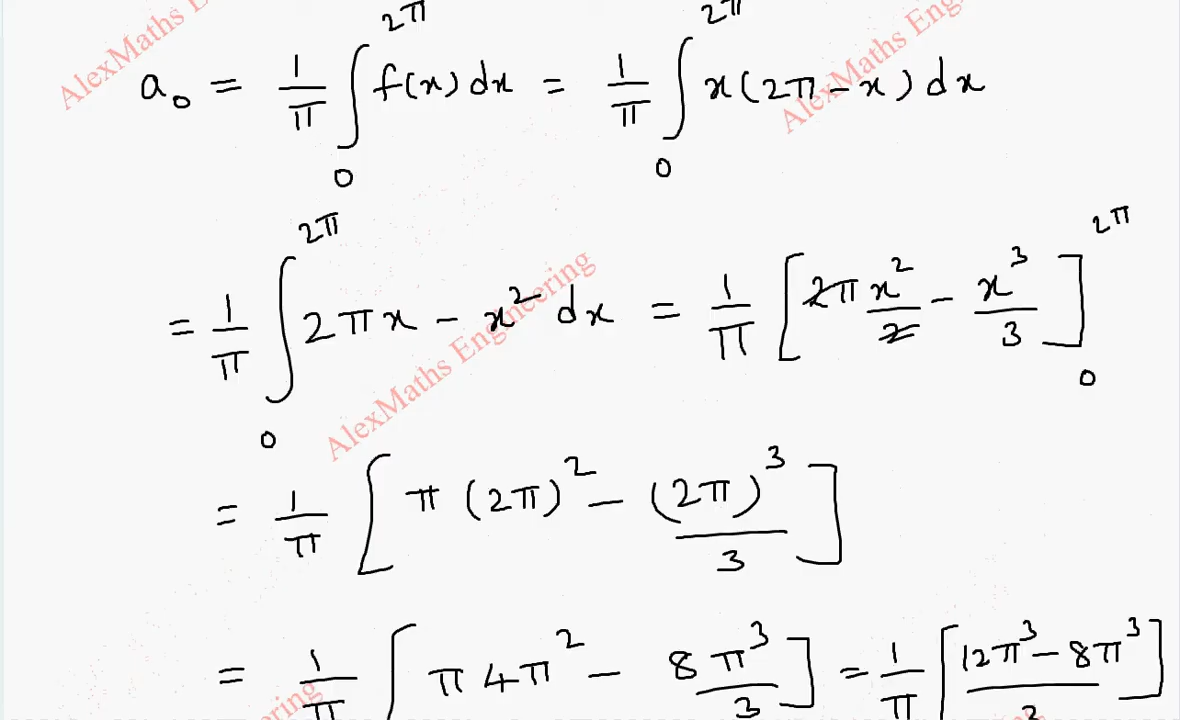 a₀ = 1/π ∫₀^2π f(x) dx = 1/π ∫₀^2π x(2π - x) dx
= 1/π ∫₀^2π 2πx - x² dx = 1/π [2π x²/2 - x³/3]₀^2π
= 1/π [π (2π)² - (2π)³/3]
= 1/π [π 4π² - 8π³/3] = 1/π [(12π³ - 8π³)/3]
AlexMaths Engineering
AlexMaths Engineering